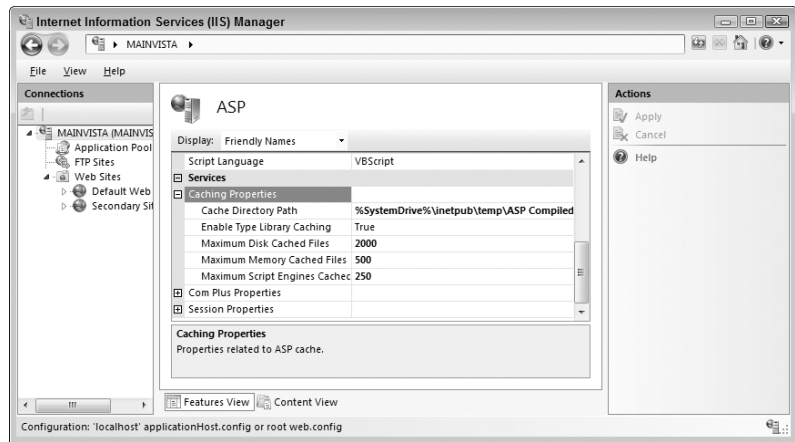 Internet Information Services (IIS) Manager
MAINVISTA
File View Help
Connections
MAINVISTA (MAINVIS
Application Pool
FTP Sites
Web Sites
Default Web
Secondary Sit
ASP
Display: Friendly Names
Script Language VBScript
Services
Caching Properties
Cache Directory Path %SystemDrive%\inetpub\temp\ASP Compiled
Enable Type Library Caching True
Maximum Disk Cached Files 2000
Maximum Memory Cached Files 500
Maximum Script Engines Cached 250
Com Plus Properties
Session Properties
Caching Properties
Properties related to ASP cache.
Features View Content View
Actions
Apply
Cancel
Help
Configuration: 'localhost' applicationHost.config or root web.config